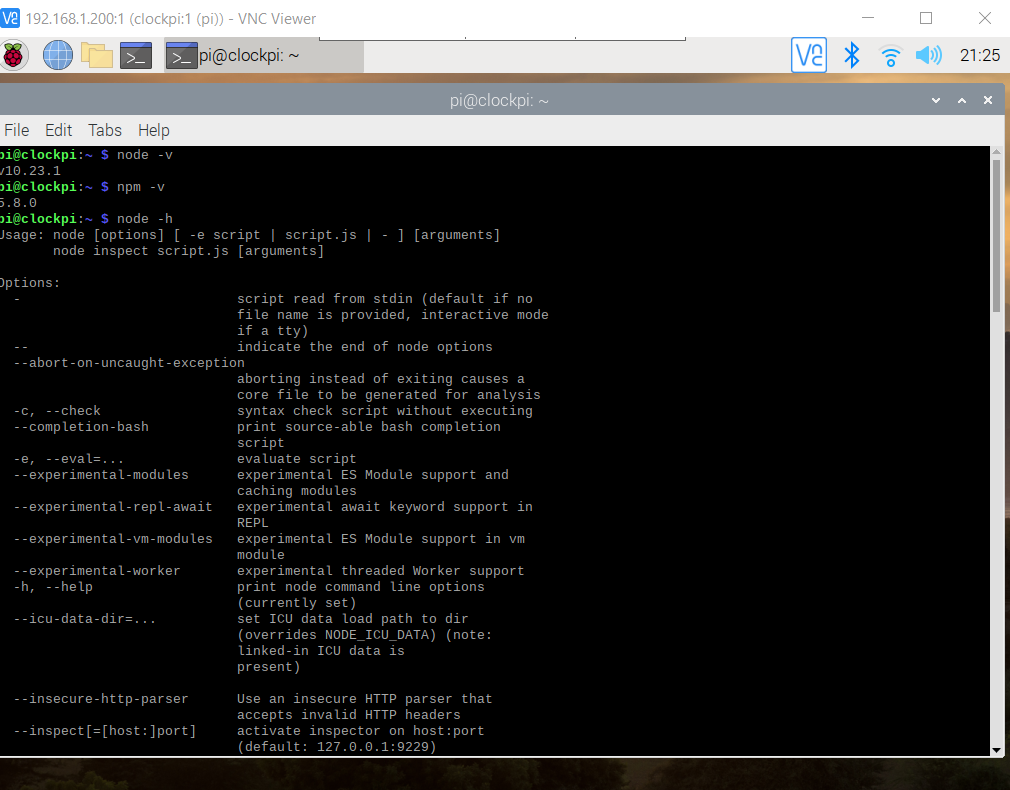 192.168.1.200:1 (clockpi:1 (pi)) - VNC Viewer
pi@clockpi: ~
21:25
pi@clockpi: ~
File Edit Tabs Help
pi@clockpi:~ $ node -v
v10.23.1
pi@clockpi:~ $ npm -v
5.8.0
pi@clockpi:~ $ node -h
Usage: node [options] [ -e script | script.js | - ] [arguments]
node inspect script.js [arguments]
Options:
- script read from stdin (default if no
file name is provided, interactive mode
if a tty)
-- indicate the end of node options
--abort-on-uncaught-exception
aborting instead of exiting causes a
core file to be generated for analysis
-c, --check syntax check script without executing
--completion-bash print source-able bash completion
script
-e, --eval=... evaluate script
--experimental-modules experimental ES Module support and
caching modules
--experimental-repl-await experimental await keyword support in
REPL
--experimental-vm-modules experimental ES Module support in vm
module
--experimental-worker experimental threaded Worker support
-h, --help print node command line options
(currently set)
--icu-data-dir=... set ICU data load path to dir
(overrides NODE_ICU_DATA) (note:
linked-in ICU data is
present)
--insecure-http-parser Use an insecure HTTP parser that
accepts invalid HTTP headers
--inspect[=[host:]port] activate inspector on host:port
(default: 127.0.0.1:9229)